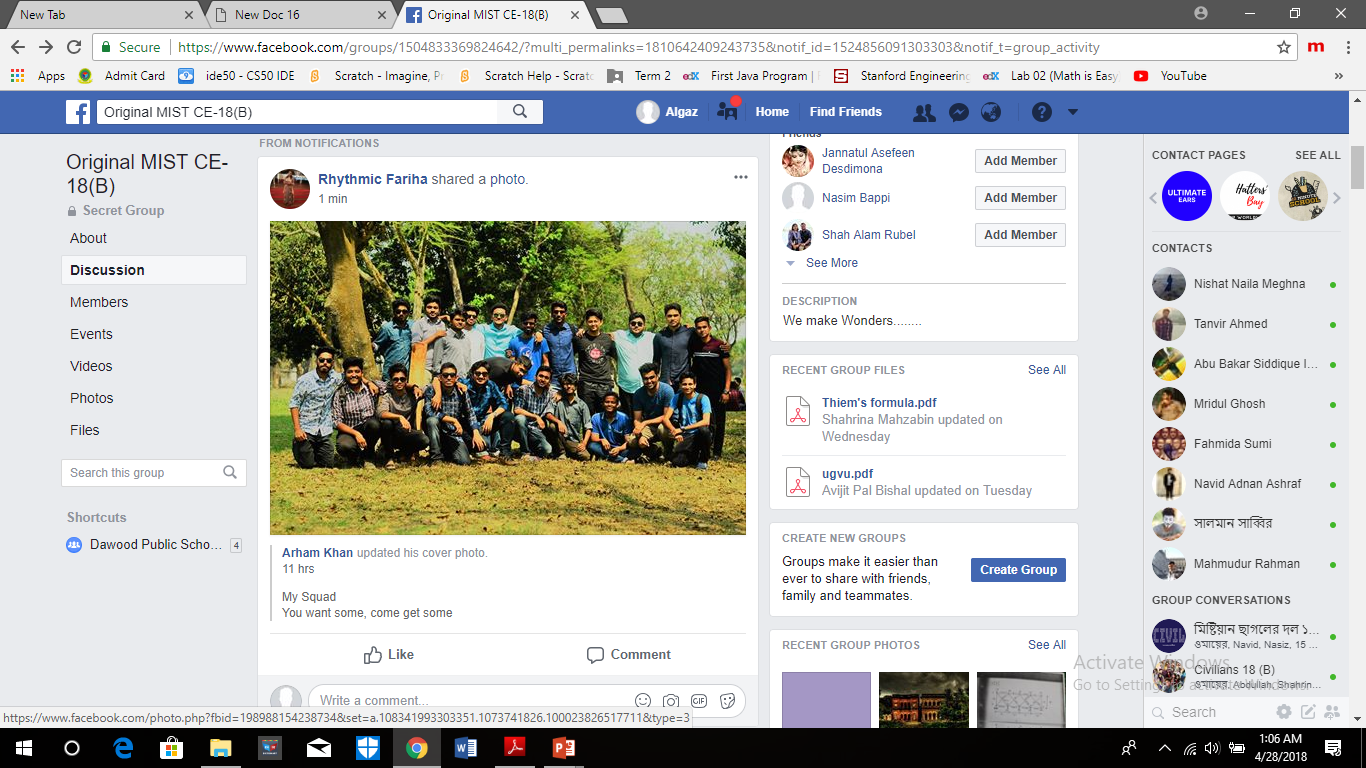 New Tab
New Doc 16
Original MIST CE-18(B)
Secure
https://www.facebook.com/groups/1504833369824642/?multi_permalinks=1810642409243735&notif_id=1524856091303303&notif_t=group_activity
m
Apps
Admit Card
ide50 - CS50 IDE
Scratch - Imagine, Pr
Scratch Help - Scratc
Term 2
edX
First Java Program |
Stanford Engineering
edX
Lab 02 (Math is Easy
YouTube
»
Original MIST CE-18(B)
Algaz
Home
Find Friends
Original MIST CE-
18(B)
Secret Group
About
Discussion
Members
Events
Videos
Photos
Files
Search this group
Shortcuts
Dawood Public Scho...
4
FROM NOTIFICATIONS
Rhythmic Fariha shared a photo.
1 min
Arham Khan updated his cover photo.
11 hrs
My Squad
You want some, come get some
Like
Comment
Write a comment...
GIF
Friends
Jannatul Asefeen
Desdimona
Add Member
Nasim Bappi
Add Member
Shah Alam Rubel
Add Member
See More
DESCRIPTION
We make Wonders........
RECENT GROUP FILES
See All
Thiem's formula.pdf
Shahrina Mahzabin updated on
Wednesday
ugvu.pdf
Avijit Pal Bishal updated on Tuesday
CREATE NEW GROUPS
Groups make it easier than
ever to share with friends,
family and teammates.
Create Group
RECENT GROUP PHOTOS
See All
CONTACT PAGES
SEE ALL
ULTIMATE
EARS
Hatters'
Bay
CONTACTS
Nishat Naila Meghna
Tanvir Ahmed
Abu Bakar Siddique I...
Mridul Ghosh
Fahmida Sumi
Navid Adnan Ashraf
সালমান সাব্বির
Mahmudur Rahman
GROUP CONVERSATIONS
CIVIL
মিষ্টিয়ান ছাগলের দল ১...
ওমায়ের, Navid, Nasiz, 15 ...
Civilians 18 (B)
ওমায়ের, Abdullah, Shahrin...
Activate Windows
Go to Settings to activate Windows.
Search
https://www.facebook.com/photo.php?fbid=198988154238734&set=a.108341993303351.1073741826.100023826517711&type=3
1:06 AM
4/28/2018